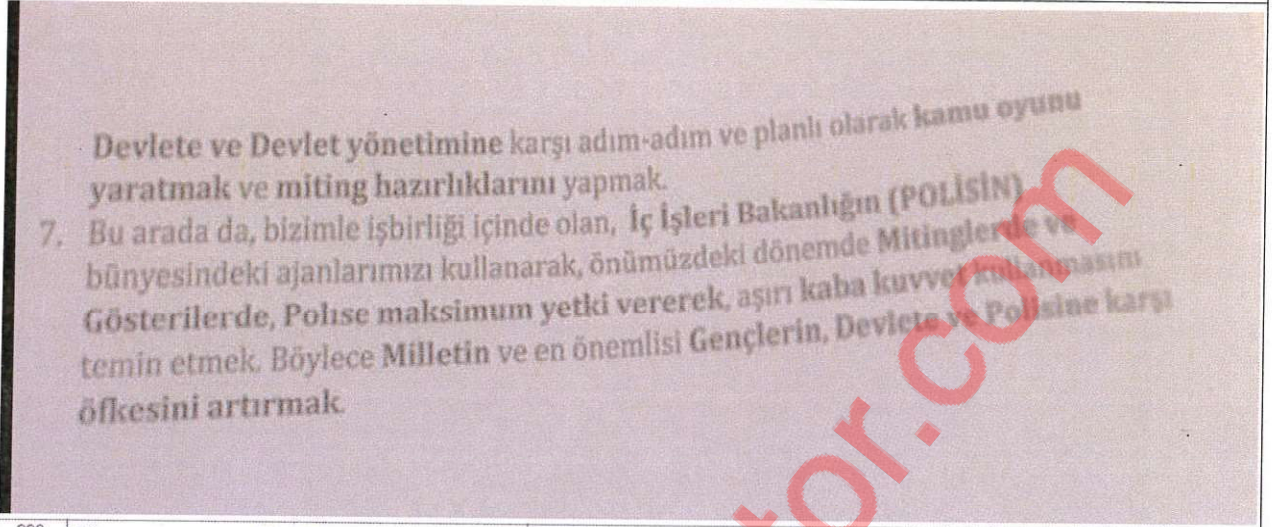 Devlete ve Devlet yönetimine karşı adım-adım ve planlı olarak kamu oyunu
yaratmak ve miting hazırlıklarını yapmak.
7. Bu arada da, bizimle işbirliği içinde olan, İç İşleri Bakanlığın (POLİSİN)
bünyesindeki ajanlarımızı kullanarak, önümüzdeki dönemde Mitinglerde ve
Gösterilerde, Polıse maksimum yetki vererek, aşırı kaba kuvvet kullanmasını
temin etmek. Böylece Milletin ve en önemlisi Gençlerin, Devlete ve Polisine karşı
öfkesini artırmak.
tor.com